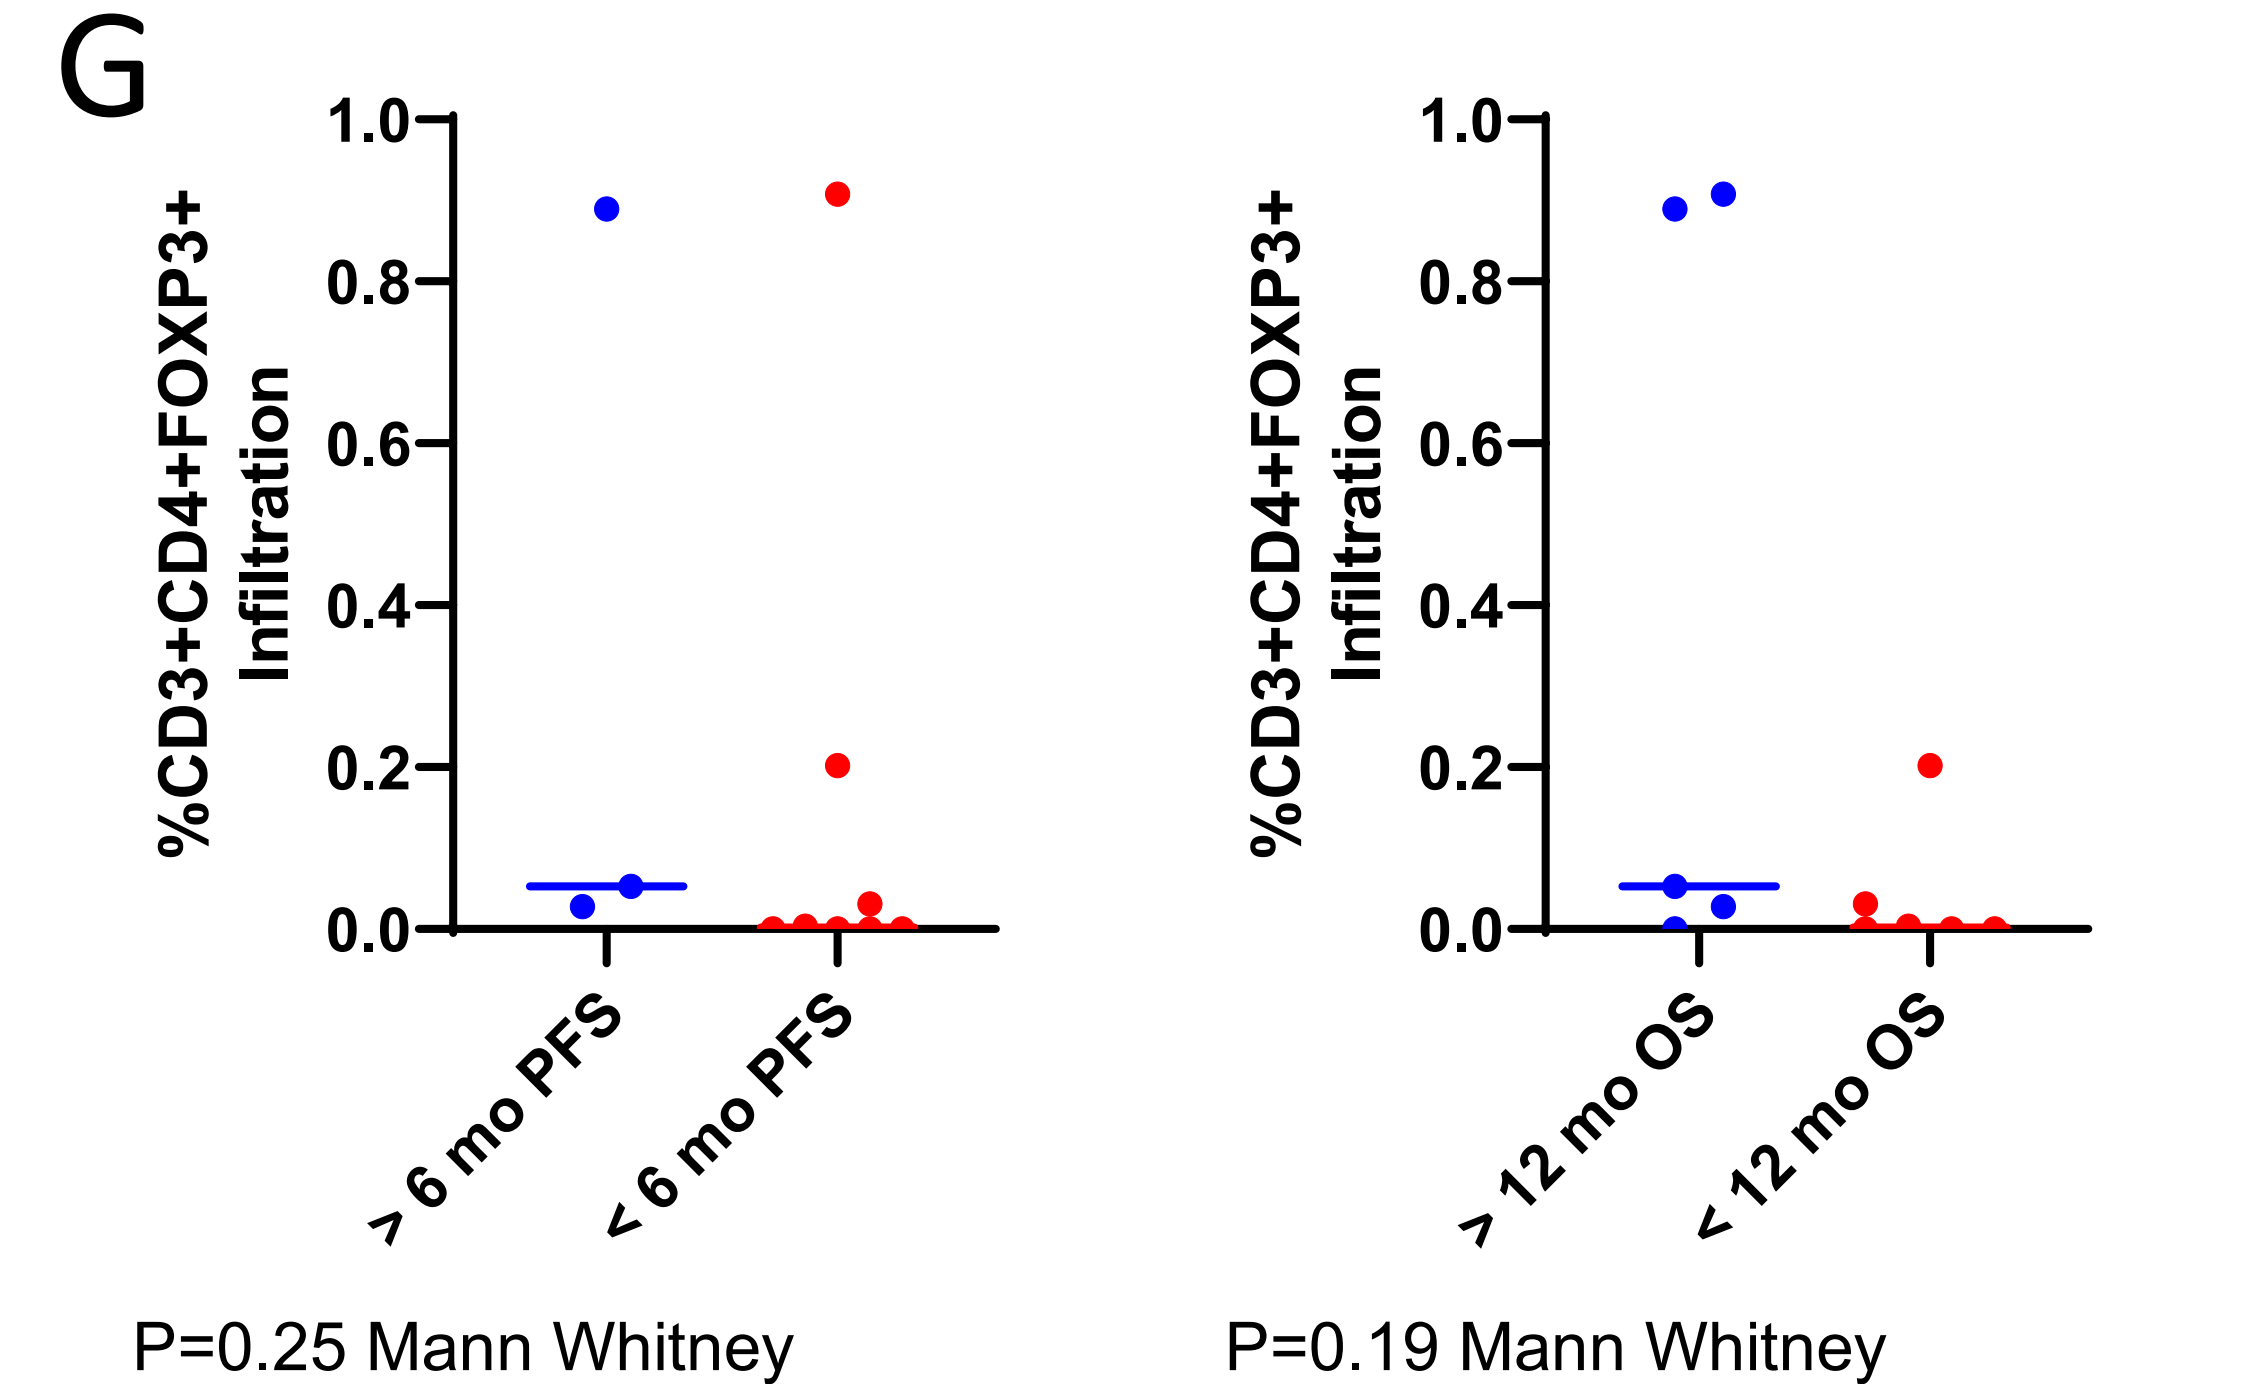 G
%CD3+CD4+FOXP3+
Infiltration
1.0
0.8
0.6
0.4
0.2
0.0
> 6 mo PFS
< 6 mo PFS
P=0.25 Mann Whitney
%CD3+CD4+FOXP3+
Infiltration
1.0
0.8
0.6
0.4
0.2
0.0
> 12 mo OS
< 12 mo OS
P=0.19 Mann Whitney